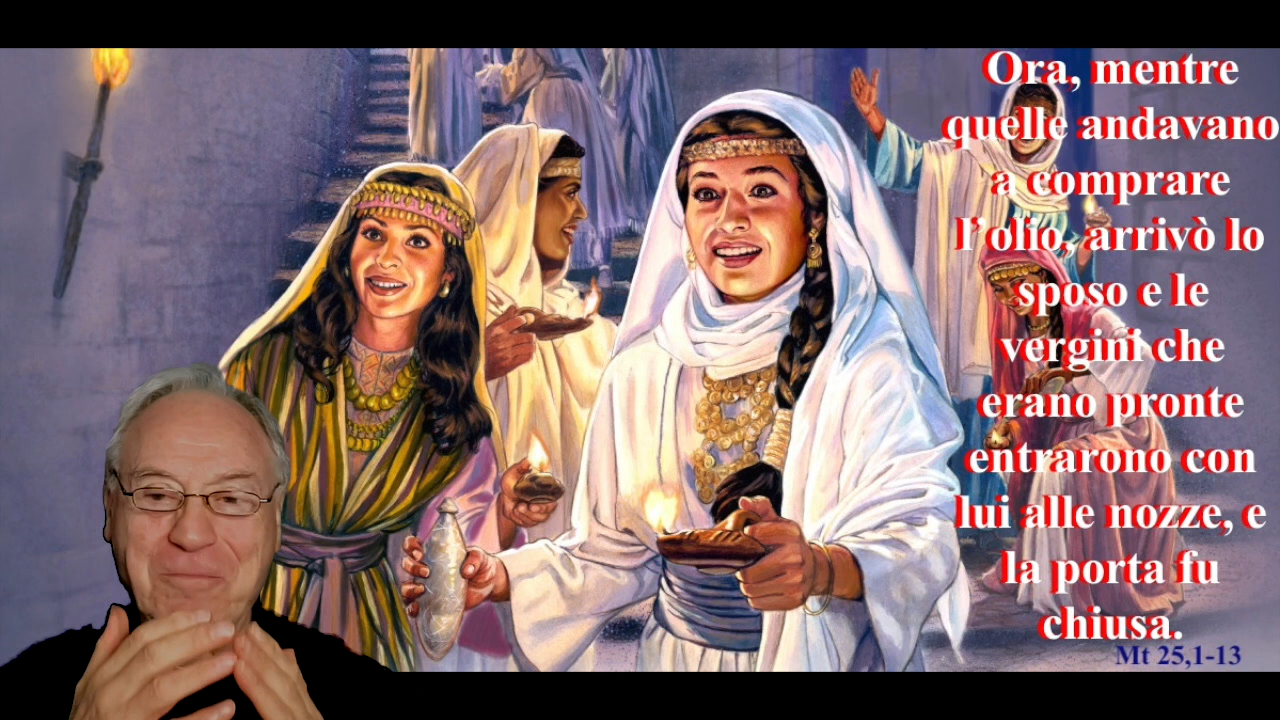 Ora, mentre
quelle andavano
a comprare
l’olio, arrivò lo
sposo e le
vergini che
erano pronte
entrarono con
lui alle nozze, e
la porta fu
chiusa.
Mt 25,1-13